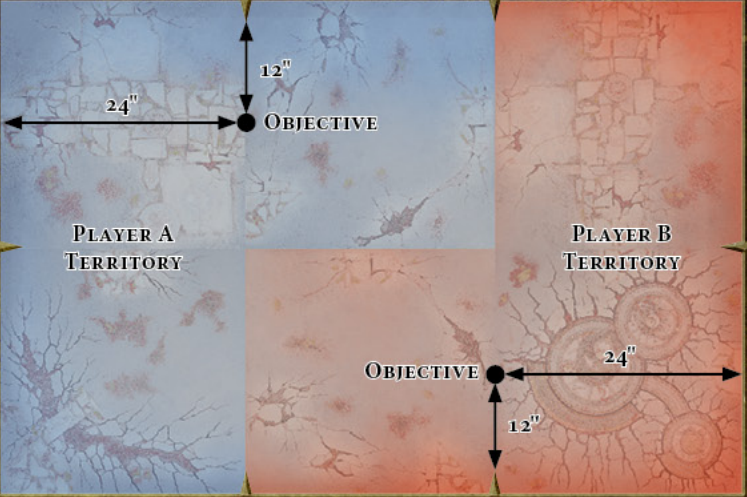 12"
24"
Objective
Player A
Territory
Player B
Territory
Objective
24"
12"